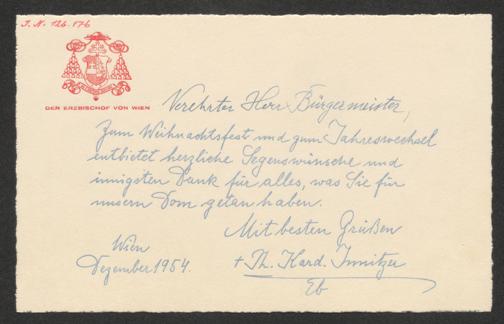 I. N. 126.176
DER ERZBISCHOF VON WIEN
Verehrter Herr Bürgermeister,
Zum Weihnachtsfest und zum Jahreswechsel
entbietet herzliche Segenswünsche und
innigsten Dank für alles, was Sie für
unsern Dom getan haben.
Mit besten Grüßen
Wien
Dezember 1954.
+ Th. Kard. Innitzer
Eb